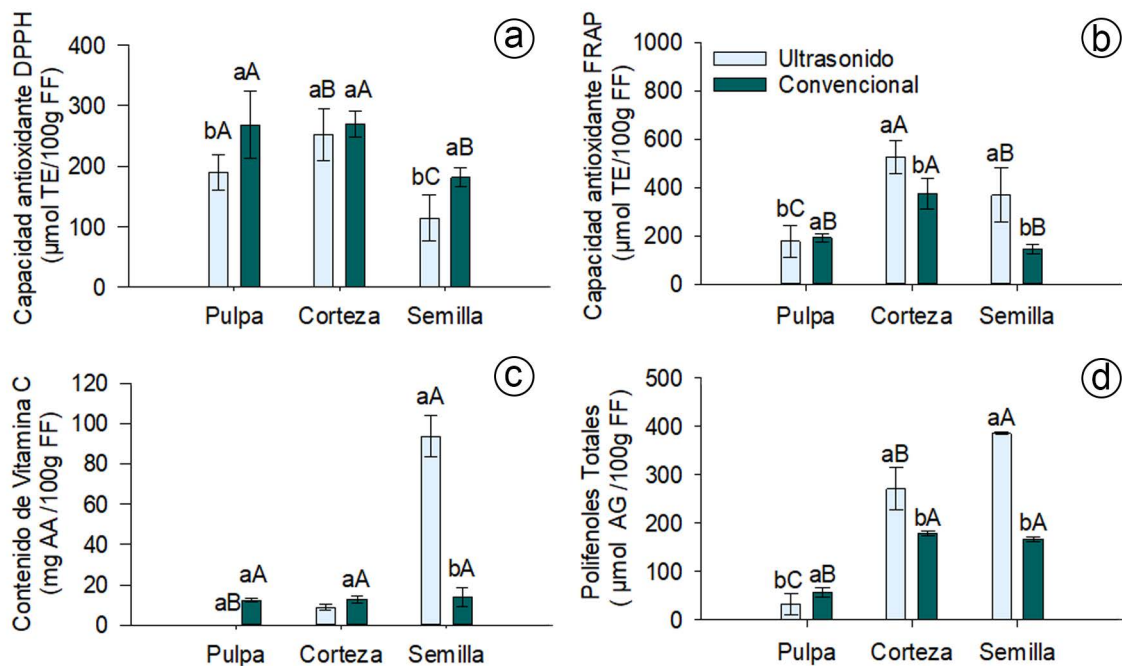 a
Capacidad antioxidante DPPH
(µmol TE/100g FF)
400
300
200
100
0
bA
aA
aB
aA
bC
aB
Pulpa
Corteza
Semilla
b
Capacidad antioxidante FRAP
(µmol TE/100g FF)
1000
800
600
400
200
0
Ultrasonido
Convencional
bC
aB
aA
bA
aB
bB
Pulpa
Corteza
Semilla
c
Contenido de Vitamina C
(mg AA /100g FF)
120
100
80
60
40
20
0
aB
aA
aA
aA
bA
Pulpa
Corteza
Semilla
d
Polifenoles Totales
( µmol AG /100g FF)
500
400
300
200
100
0
bC
aB
aB
bA
aA
bA
Pulpa
Corteza
Semilla